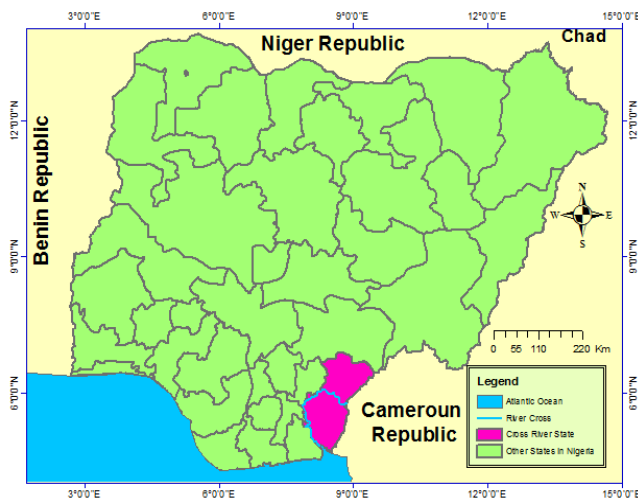 3°0'0"E 6°0'0"E 9°0'0"E 12°0'0"E 15°0'0"E
Niger Republic
Chad
12°0'0"N
12°0'0"N
Benin Republic
N
W E
S
9°0'0"N
9°0'0"N
0 55 110 220 Km
6°0'0"N
6°0'0"N
Cameroun
Republic
Legend
Atlantic Ocean
River Cross
Cross River State
Other States in Nigeria
3°0'0"E 6°0'0"E 9°0'0"E 12°0'0"E 15°0'0"E